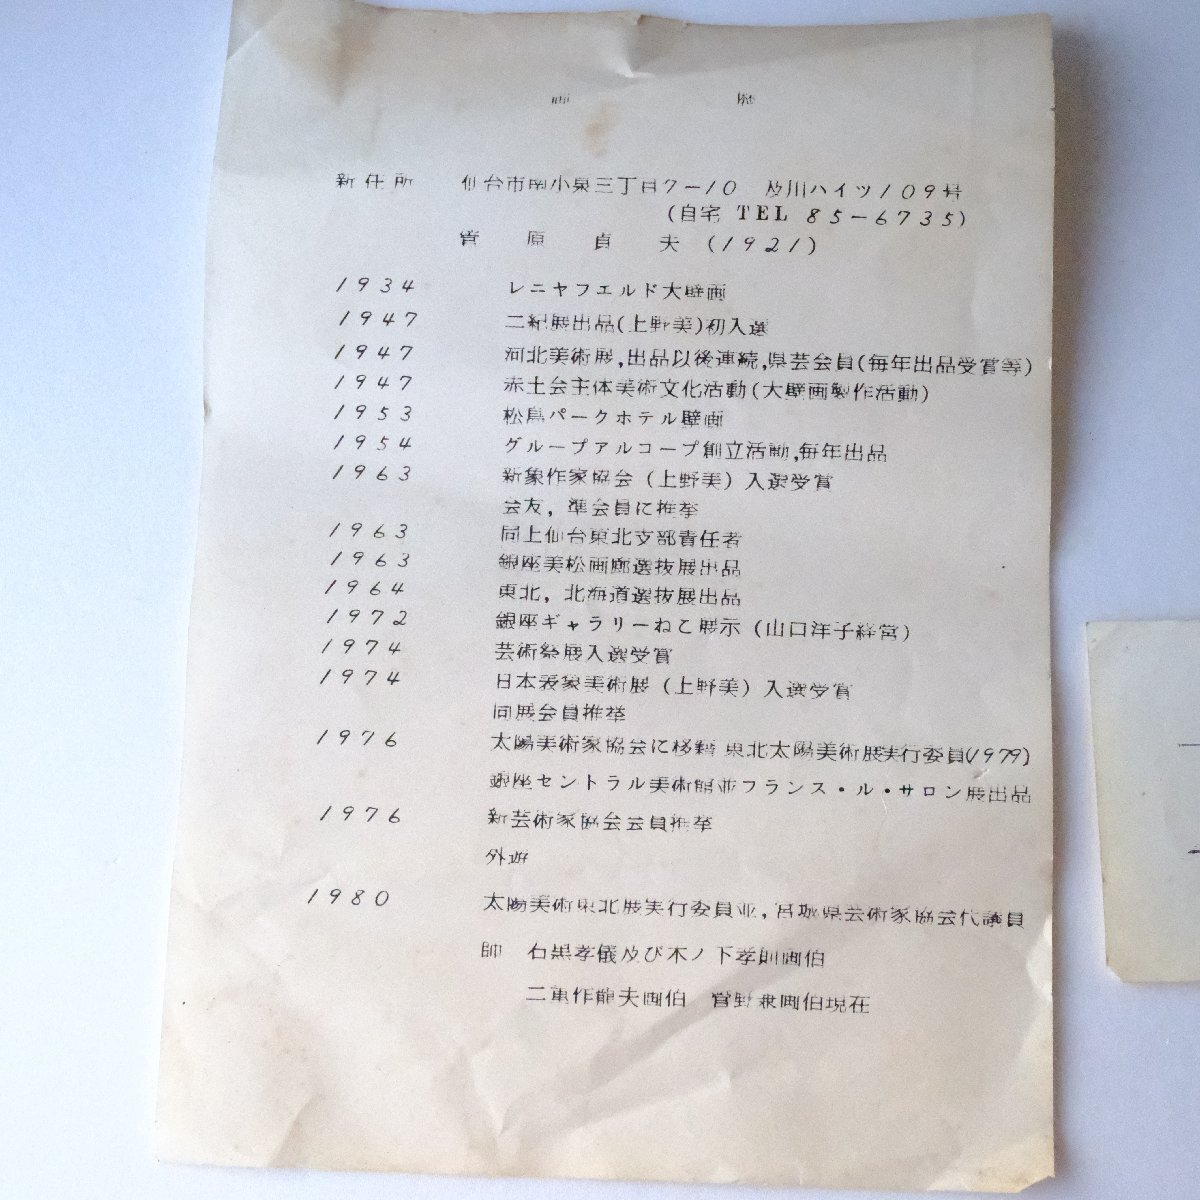 画 歴
新住所 仙台市南小泉三丁目7-10 及川ハイツ109号
(自宅 TEL 85-6735)
菅原貞夫 (1921)
1934 レニヤフエルド大壁画
1947 二紀展出品(上野美)初入選
1947 河北美術展,出品以後連続,県芸会員(毎年出品受賞等)
1947 赤土会主体美術文化活動(大壁画製作活動)
1953 松島パークホテル壁画
1954 グループアルコープ創立活動,毎年出品
1963 新象作家協会(上野美)入選受賞
会友,準会員に推挙
1963 同上仙台東北支部責任者
1963 銀座美松画廊選抜展出品
1964 東北,北海道選抜展出品
1972 銀座ギャラリーねこ展示(山口洋子経営)
1974 芸術祭展入選受賞
1974 日本表象美術展(上野美)入選受賞
同展会員推挙
1976 太陽美術家協会に移籍 東北太陽美術展実行委員(1979)
銀座セントラル美術館並フランス・ル・サロン展出品
1976 新芸術家協会会員推挙
外遊
1980 太陽美術東北展実行委員並,宮城県芸術家協会代議員
師 石黒孝儀及び木ノ下孝則画伯
二重作龍夫画伯 菅野 画伯現在